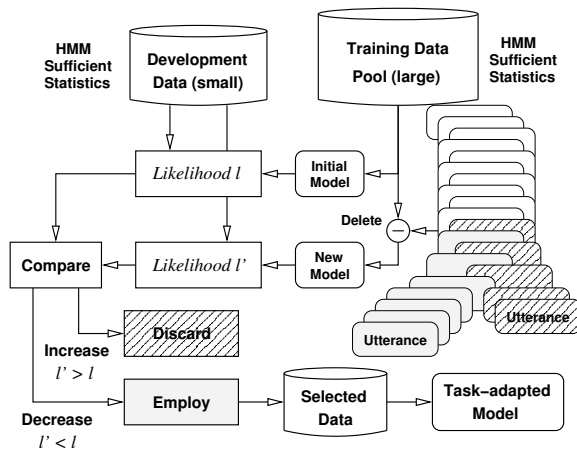 HMM
Sufficient
Statistics
Development
Data (small)
Training Data
Pool (large)
HMM
Sufficient
Statistics
Likelihood l
Initial
Model
Delete
−
Compare
Likelihood l'
New
Model
Discard
Utterance
Utterance
Increase
l' > l
Employ
Selected
Data
Task−adapted
Model
Decrease
l' < l